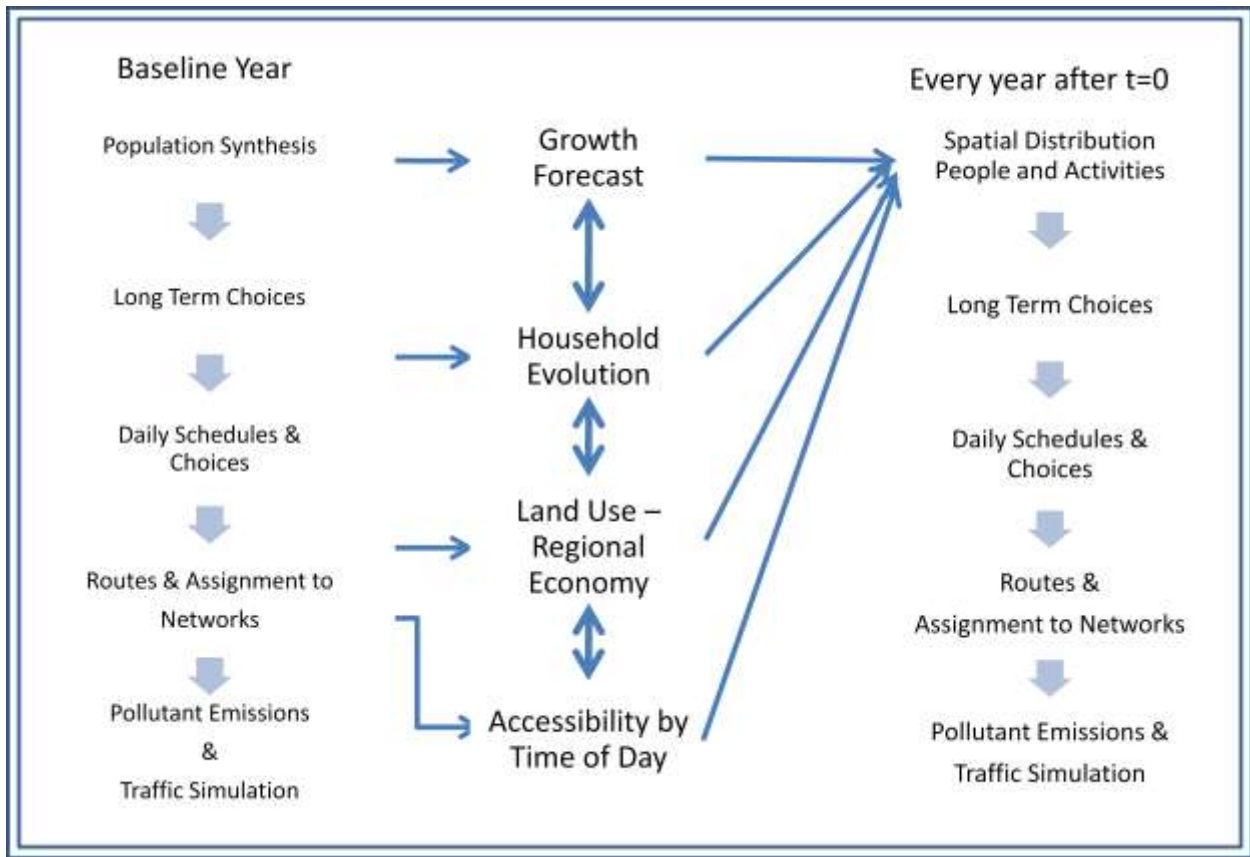 Baseline Year
Population Synthesis
Long Term Choices
Daily Schedules &
Choices
Routes & Assignment to
Networks
Pollutant Emissions
&
Traffic Simulation
Growth
Forecast
Household
Evolution
Land Use –
Regional
Economy
Accessibility by
Time of Day
Every year after t=0
Spatial Distribution
People and Activities
Long Term Choices
Daily Schedules &
Choices
Routes &
Assignment to Networks
Pollutant Emissions &
Traffic Simulation